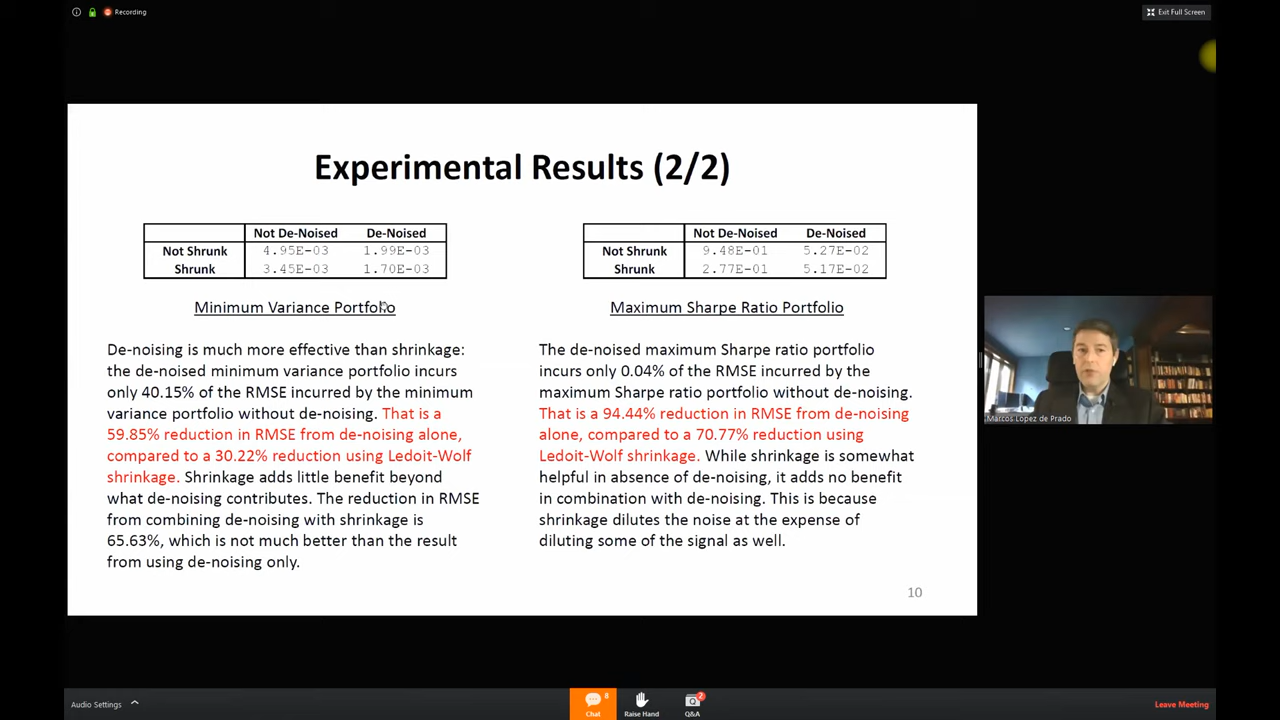 Recording
Exit Full Screen
Experimental Results (2/2)
Not De-Noised De-Noised
Not Shrunk 4.95E-03 1.99E-03
Shrunk 3.45E-03 1.70E-03
Minimum Variance Portfolio
De-noising is much more effective than shrinkage:
the de-noised minimum variance portfolio incurs
only 40.15% of the RMSE incurred by the minimum
variance portfolio without de-noising. That is a
59.85% reduction in RMSE from de-noising alone,
compared to a 30.22% reduction using Ledoit-Wolf
shrinkage. Shrinkage adds little benefit beyond
what de-noising contributes. The reduction in RMSE
from combining de-noising with shrinkage is
65.63%, which is not much better than the result
from using de-noising only.
Not De-Noised De-Noised
Not Shrunk 9.48E-01 5.27E-02
Shrunk 2.77E-01 5.17E-02
Maximum Sharpe Ratio Portfolio
The de-noised maximum Sharpe ratio portfolio
incurs only 0.04% of the RMSE incurred by the
maximum Sharpe ratio portfolio without de-noising.
That is a 94.44% reduction in RMSE from de-noising
alone, compared to a 70.77% reduction using
Ledoit-Wolf shrinkage. While shrinkage is somewhat
helpful in absence of de-noising, it adds no benefit
in combination with de-noising. This is because
shrinkage dilutes the noise at the expense of
diluting some of the signal as well.
10
Marcos Lopez de Prado
Audio Settings
8
Chat
Raise Hand
2
Q&A
Leave Meeting